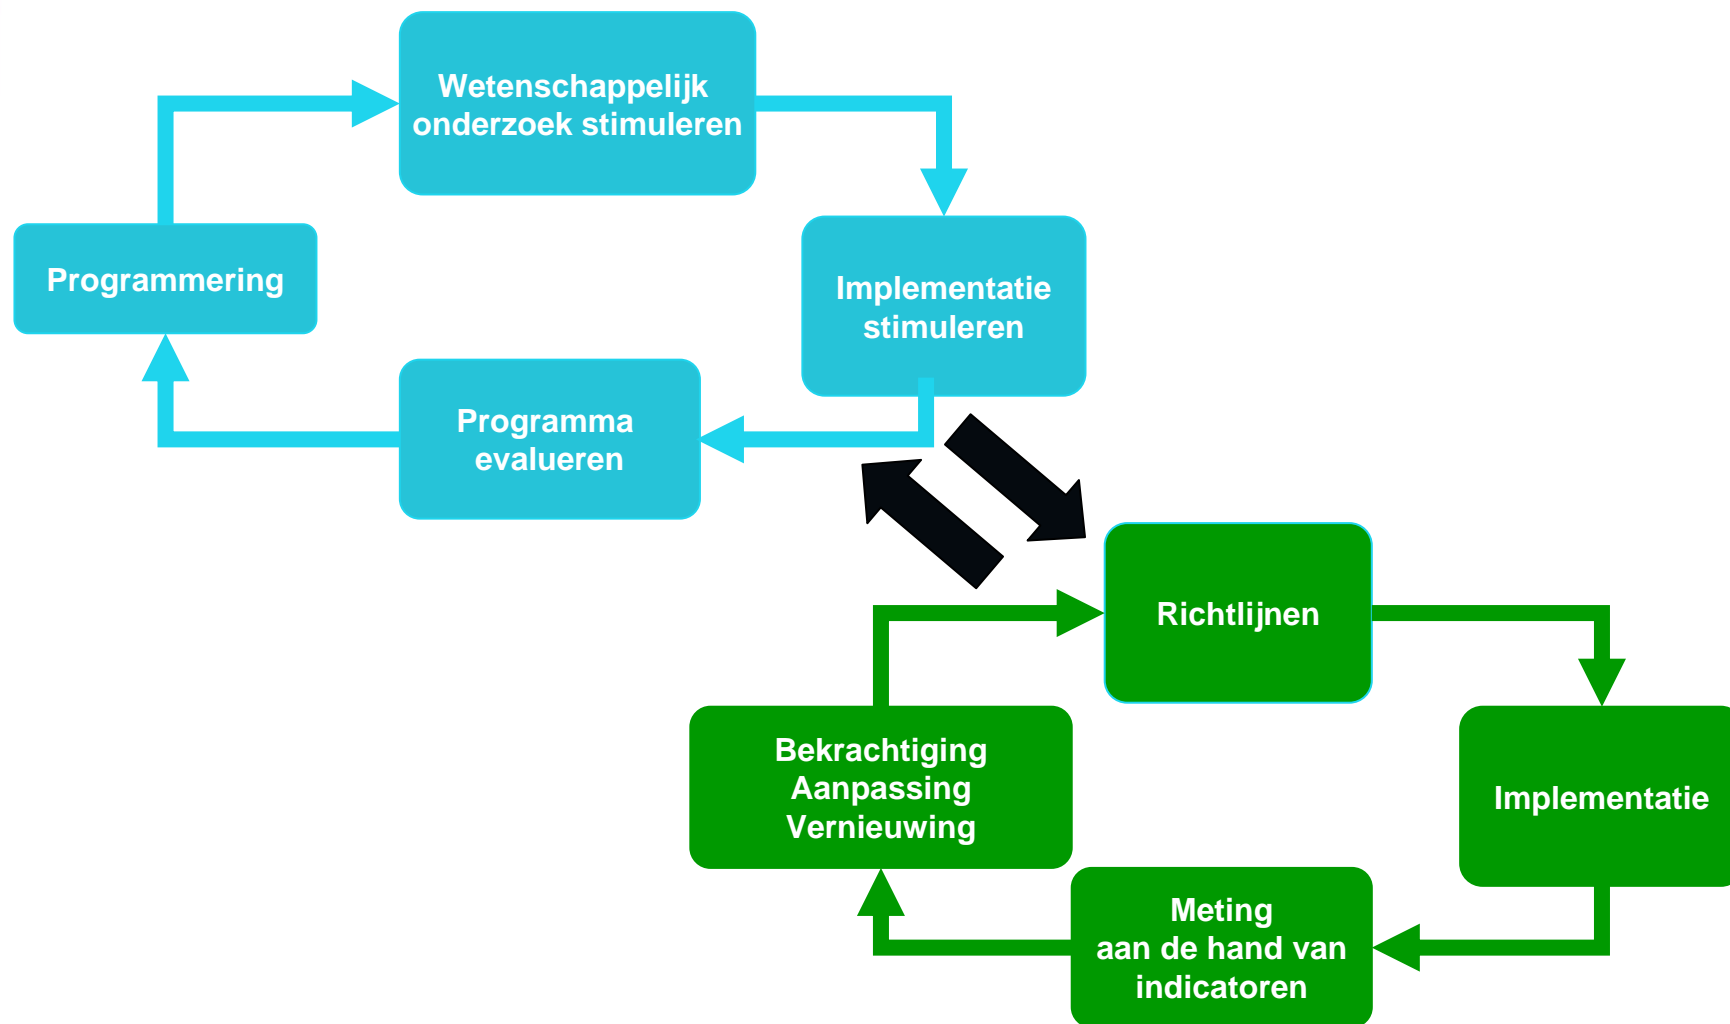 Wetenschappelijk
onderzoek stimuleren
Programmering
Implementatie
stimuleren
Programma
evalueren
Richtlijnen
Bekrachtiging
Aanpassing
Vernieuwing
Implementatie
Meting
aan de hand van
indicatoren